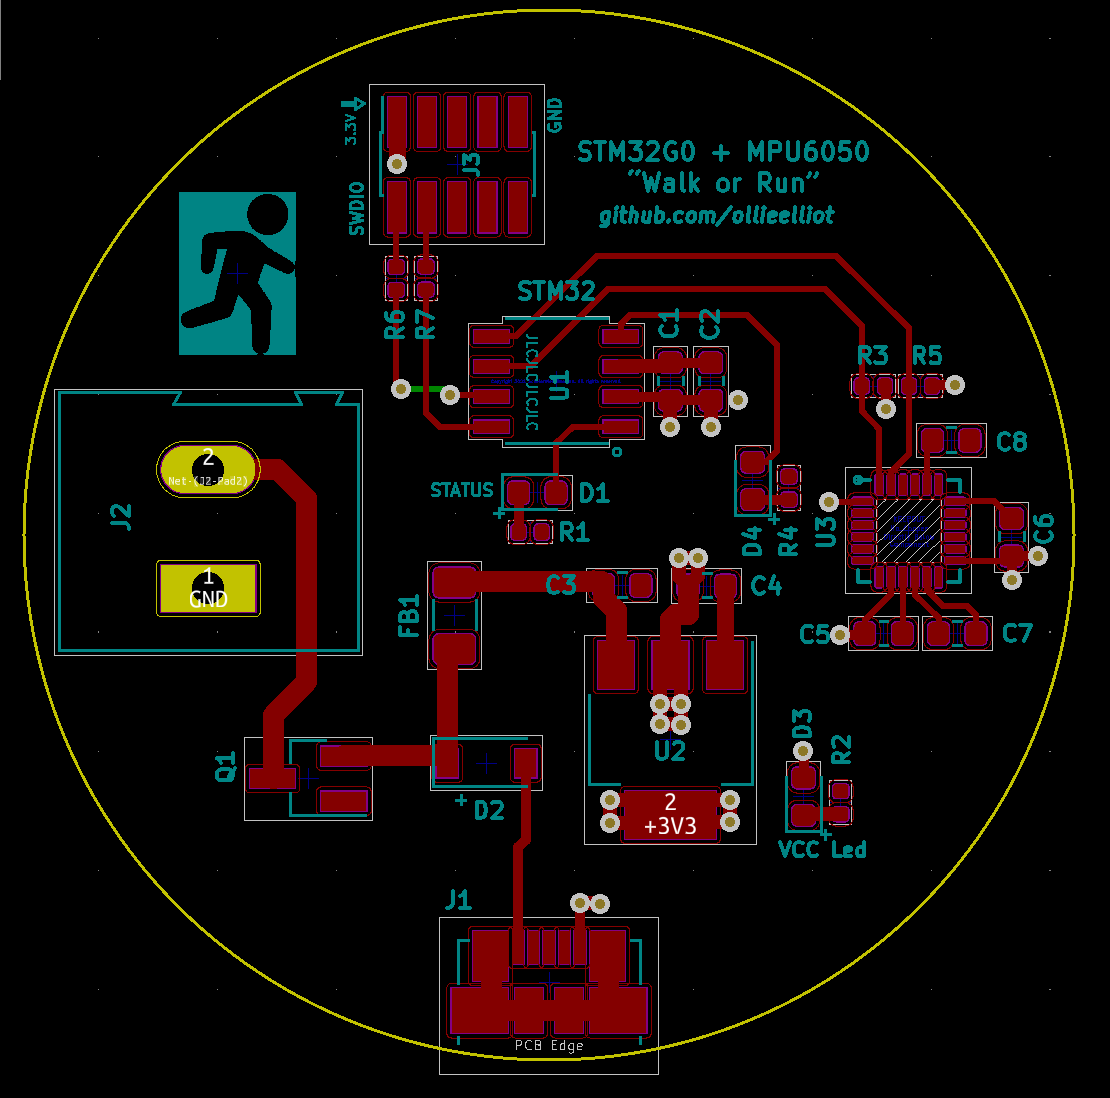 3.3V
GND
J3
SWDIO
STM32G0 + MPU6050
“Walk or Run”
github.com/ollieelliot
R6
R7
STM32
C1
C2
R3
R5
JLCJLCJLCJLC
U1
C8
2
Net-(J2-Pad2)
J2
1
GND
STATUS
D1
+
R1
D4
+
R4
U3
C6
FB1
C3
C4
C5
C7
Q1
+
D2
U2
2
+3V3
D3
R2
+
VCC Led
J1
PCB Edge